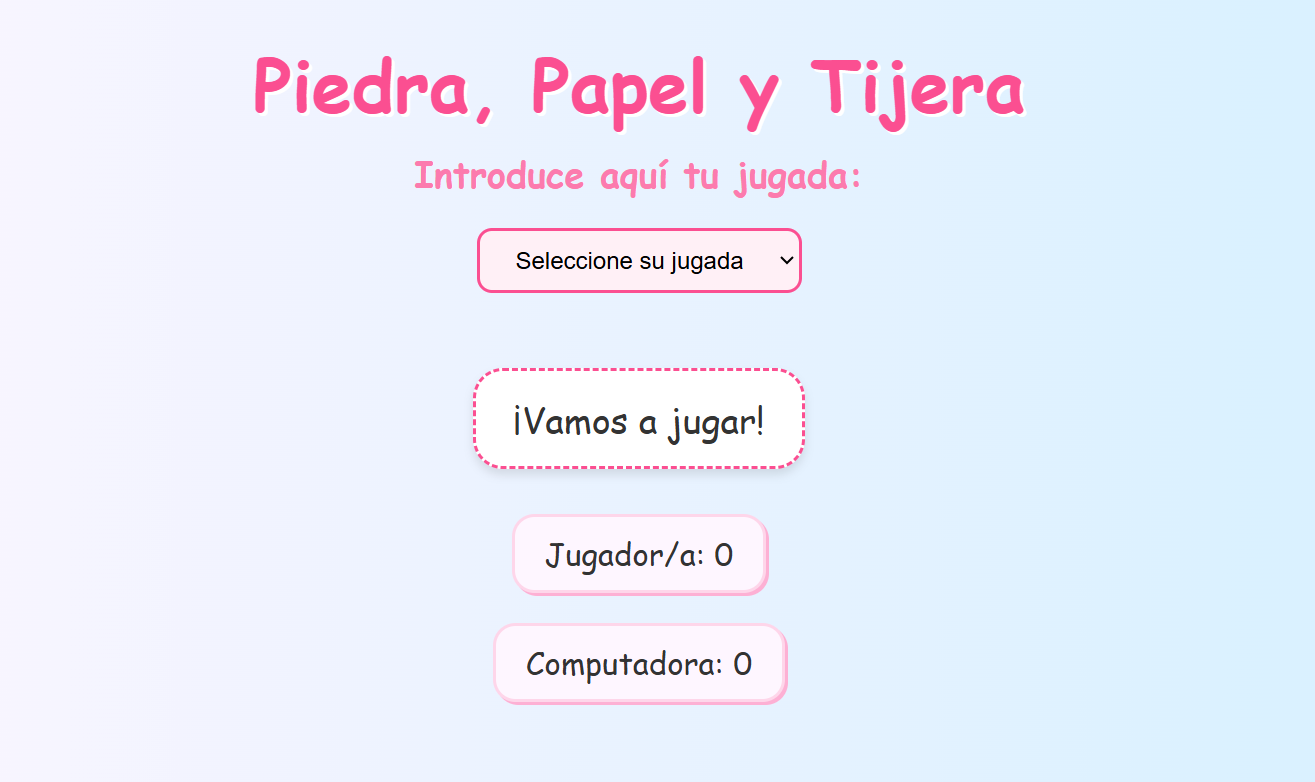 Piedra, Papel y Tijera
Introduce aquí tu jugada:
Seleccione su jugada
¡Vamos a jugar!
Jugador/a: 0
Computadora: 0